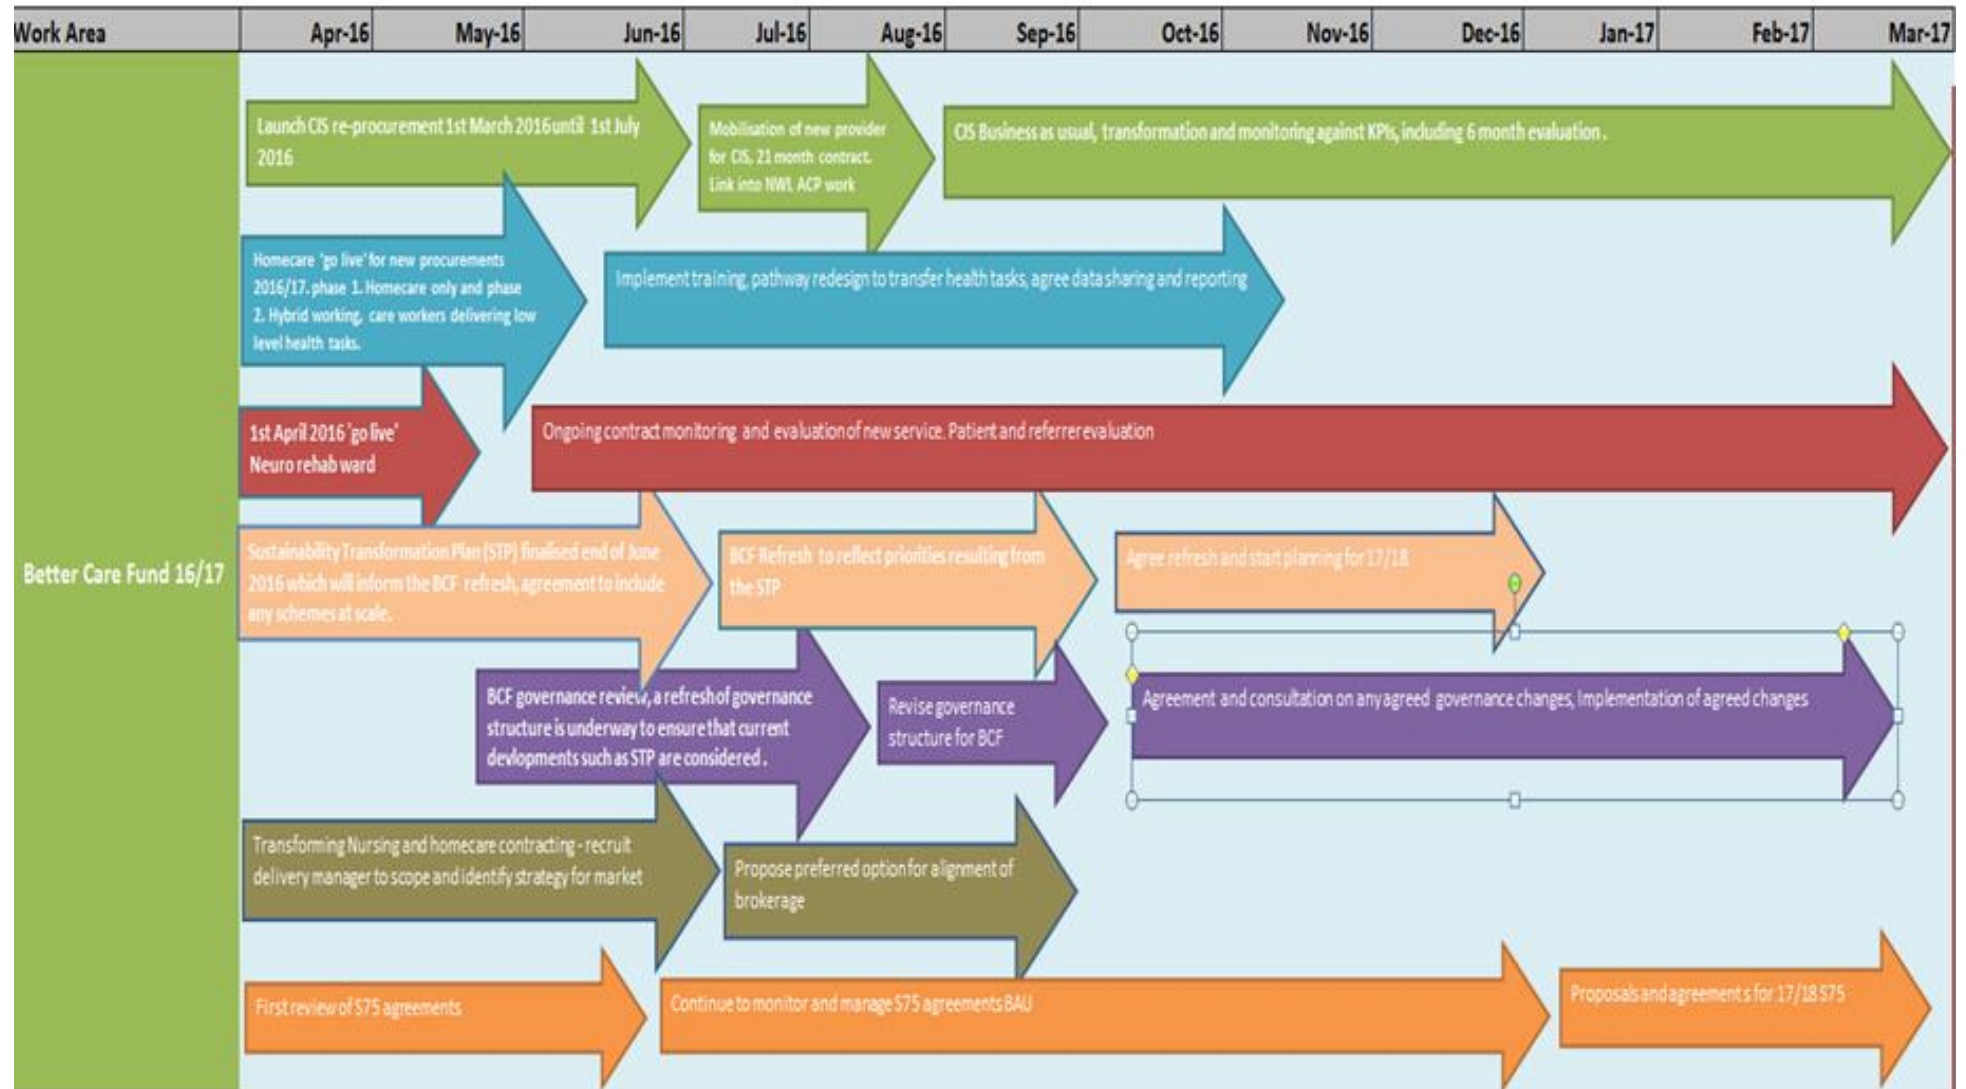 Work Area Apr-16 May-16 Jun-16 Jul-16 Aug-16 Sep-16 Oct-16 Nov-16 Dec-16 Jan-17 Feb-17 Mar-17
Better Care Fund 16/17
Launch CIS re-procurement 1st March 2016 until 1st July
2016
Mobilisation of new provider
for CIS, 21 month contract.
Link into NWL ACP work
CIS Business as usual, transformation and monitoring against KPIs, including 6 month evaluation .
Homecare 'go live' for new procurements
2016/17. phase 1. Homecare only and phase
2. Hybrid working, care workers delivering low
level health tasks.
Implement training, pathway redesign to transfer health tasks, agree data sharing and reporting
1st April 2016 'go live'
Neuro rehab ward
Ongoing contract monitoring and evaluation of new service. Patient and referrer evaluation
Sustainability Transformation Plan (STP) finalised end of June
2016 which will inform the BCF refresh, agreement to include
any schemes at scale.
BCF Refresh to reflect priorities resulting from
the STP
Agree refresh and start planning for 17/18
BCF governance review, a refresh of governance
structure is underway to ensure that current
devlopments such as STP are considered .
Revise governance
structure for BCF
Agreement and consultation on any agreed governance changes, Implementation of agreed changes
Transforming Nursing and homecare contracting - recruit
delivery manager to scope and identify strategy for market
Propose preferred option for alignment of
brokerage
First review of S75 agreements
Continue to monitor and manage S75 agreements BAU
Proposals and agreements for 17/18 S75